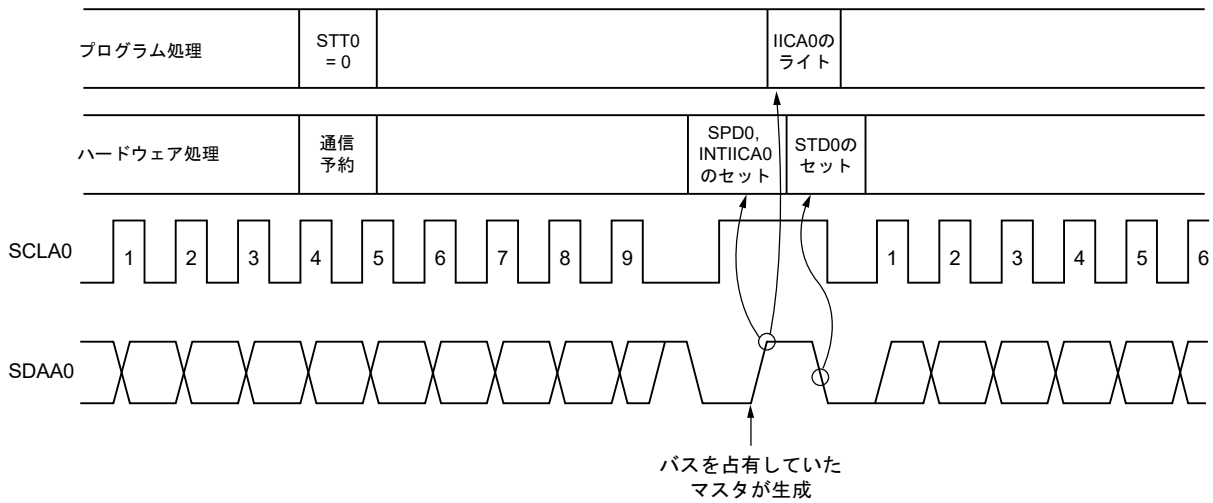 プログラム処理
STT0
= 0
IICA0の
ライト
ハードウェア処理
通信
予約
SPD0,
INTIICA0
のセット
STD0の
セット
SCLA0
1 2 3 4 5 6 7 8 9 1 2 3 4 5 6
SDAA0
バスを占有していた
マスタが生成